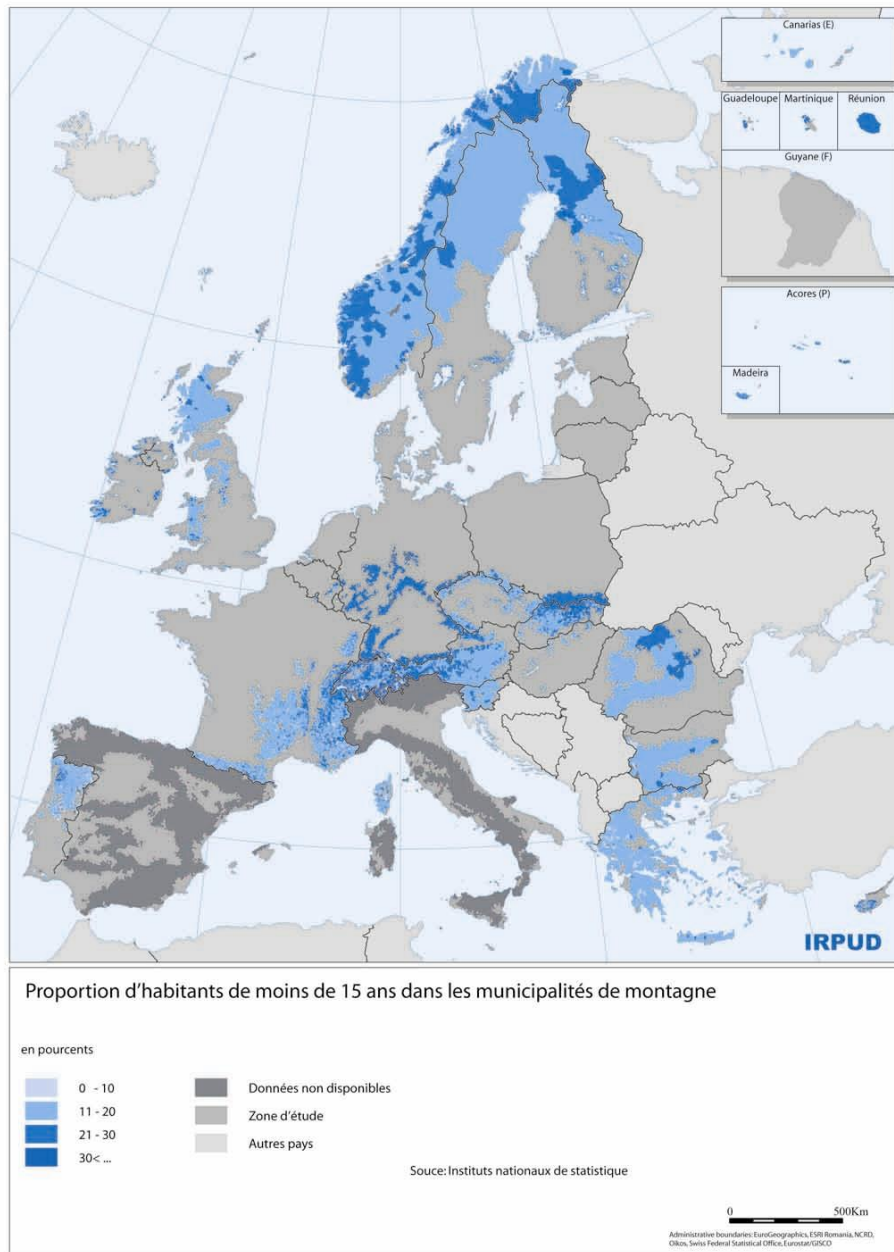 Canarias (E)
Guadeloupe
Martinique
Réunion
Guyane (F)
Acores (P)
Madeira
IRPUD
Proportion d'habitants de moins de 15 ans dans les municipalités de montagne
en pourcents
0 - 10
11 - 20
21 - 30
30< ...
Données non disponibles
Zone d'étude
Autres pays
Souce: Instituts nationaux de statistique
0 500Km
Administrative boundaries: EuroGeographics, ESRI Romania, NCRD,
Oikos, Swiss Federal Statistical Office, Eurostat/GISCO